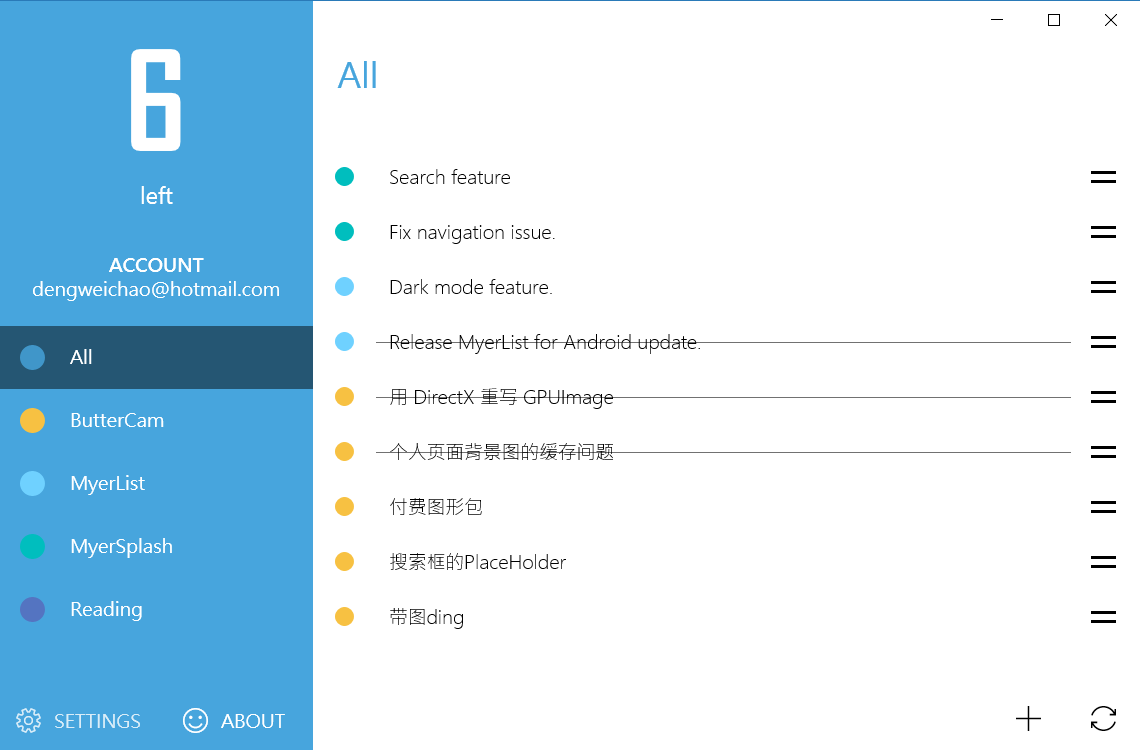 6
left
ACCOUNT
dengweichao@hotmail.com
All
ButterCam
MyerList
MyerSplash
Reading
SETTINGS
ABOUT
All
Search feature
Fix navigation issue.
Dark mode feature.
Release MyerList for Android update.
用 DirectX 重写 GPUImage
个人页面背景图的缓存问题
付费图形包
搜索框的PlaceHolder
带图ding